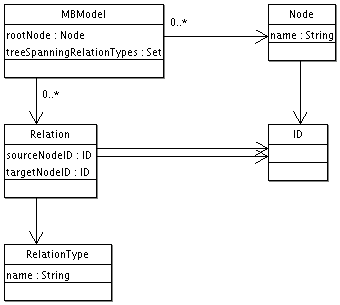 MBModel
Node
rootNode : Node
treeSpanningRelationTypes : Set
0..*
name : String
0..*
Relation
ID
sourceNodeID : ID
targetNodeID : ID
RelationType
name : String